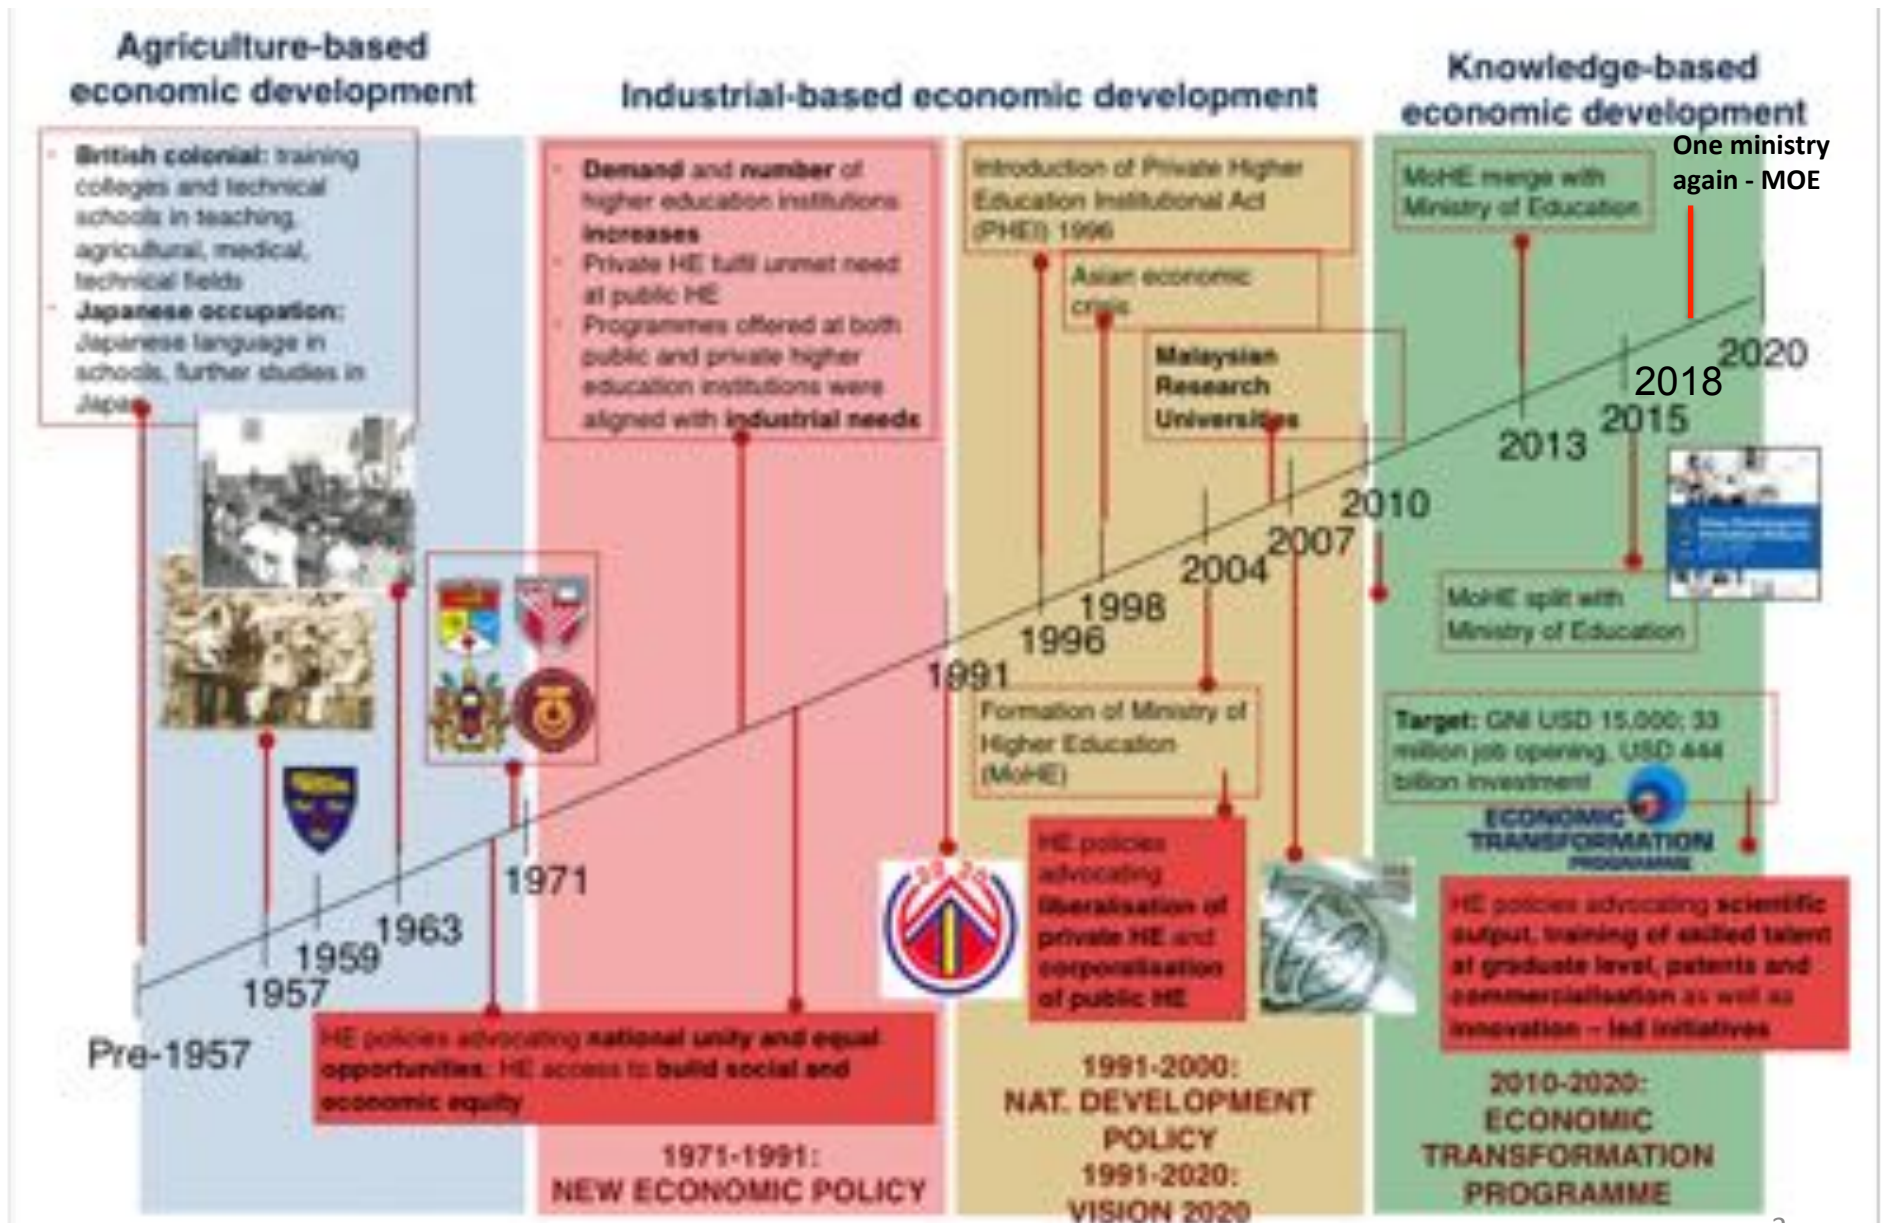 Agriculture-based
economic development
Industrial-based economic development
Knowledge-based
economic development
British colonial: training
colleges and technical
schools in teaching,
agricultural, medical,
technical fields
Japanese occupation:
Japanese language in
schools, further studies in
Japan
Demand and number of
higher education institutions
increases
Private HE fulfil unmet need
at public HE
Programmes offered at both
public and private higher
education institutions were
aligned with industrial needs
Introduction of Private Higher
Education Institutional Act
(PHEI) 1996
Asian economic
crisis
Malaysian
Research
Universities
MoHE merge with
Ministry of Education
One ministry
again - MOE
2020
2018
2015
2013
2010
2007
2004
1998
1996
1991
1971
1963
1959
1957
Pre-1957
MoHE split with
Ministry of Education
Formation of Ministry of
Higher Education
(MoHE)
Target: GNI USD 15,000; 33
million job opening, USD 444
billion investment
ECONOMIC
TRANSFORMATION
PROGRAMME
HE policies
advocating
liberalisation of
private HE and
corporatisation
of public HE
HE policies advocating scientific
output, training of skilled talent
at graduate level, patents and
commercialisation as well as
innovation – led initiatives
HE policies advocating national unity and equal
opportunities; HE access to build social and
economic equity
1971-1991:
NEW ECONOMIC POLICY
1991-2000:
NAT. DEVELOPMENT
POLICY
1991-2020:
VISION 2020
2010-2020:
ECONOMIC
TRANSFORMATION
PROGRAMME